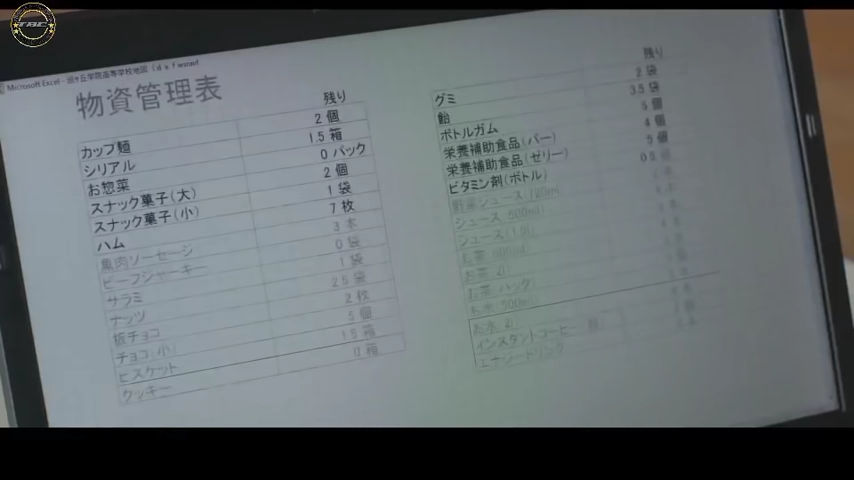 TBC
Microsoft Excel -
物資管理表
残り
カップ麺 2 個
シリアル 1.5 箱
お惣菜 0 パック
スナック菓子(大) 2 個
スナック菓子(小) 1 袋
ハム 7 枚
魚肉ソーセージ 3 本
ビーフジャーキー 0 袋
サラミ 1 袋
ナッツ 2.5 袋
板チョコ 2 枚
チョコ(小) 5 個
ビスケット 1.5 箱
クッキー 0 箱
残り
グミ 2 袋
飴 3.5 袋
ボトルガム 5 個
栄養補助食品(バー) 4 個
栄養補助食品(ゼリー) 5 個
ビタミン剤(ボトル) 0.5
野菜ジュース
ジュース 500ml
ジュース
お茶 500ml
お茶
お茶 パック
お水 500ml
お水
インスタントコーヒー
エナジードリンク